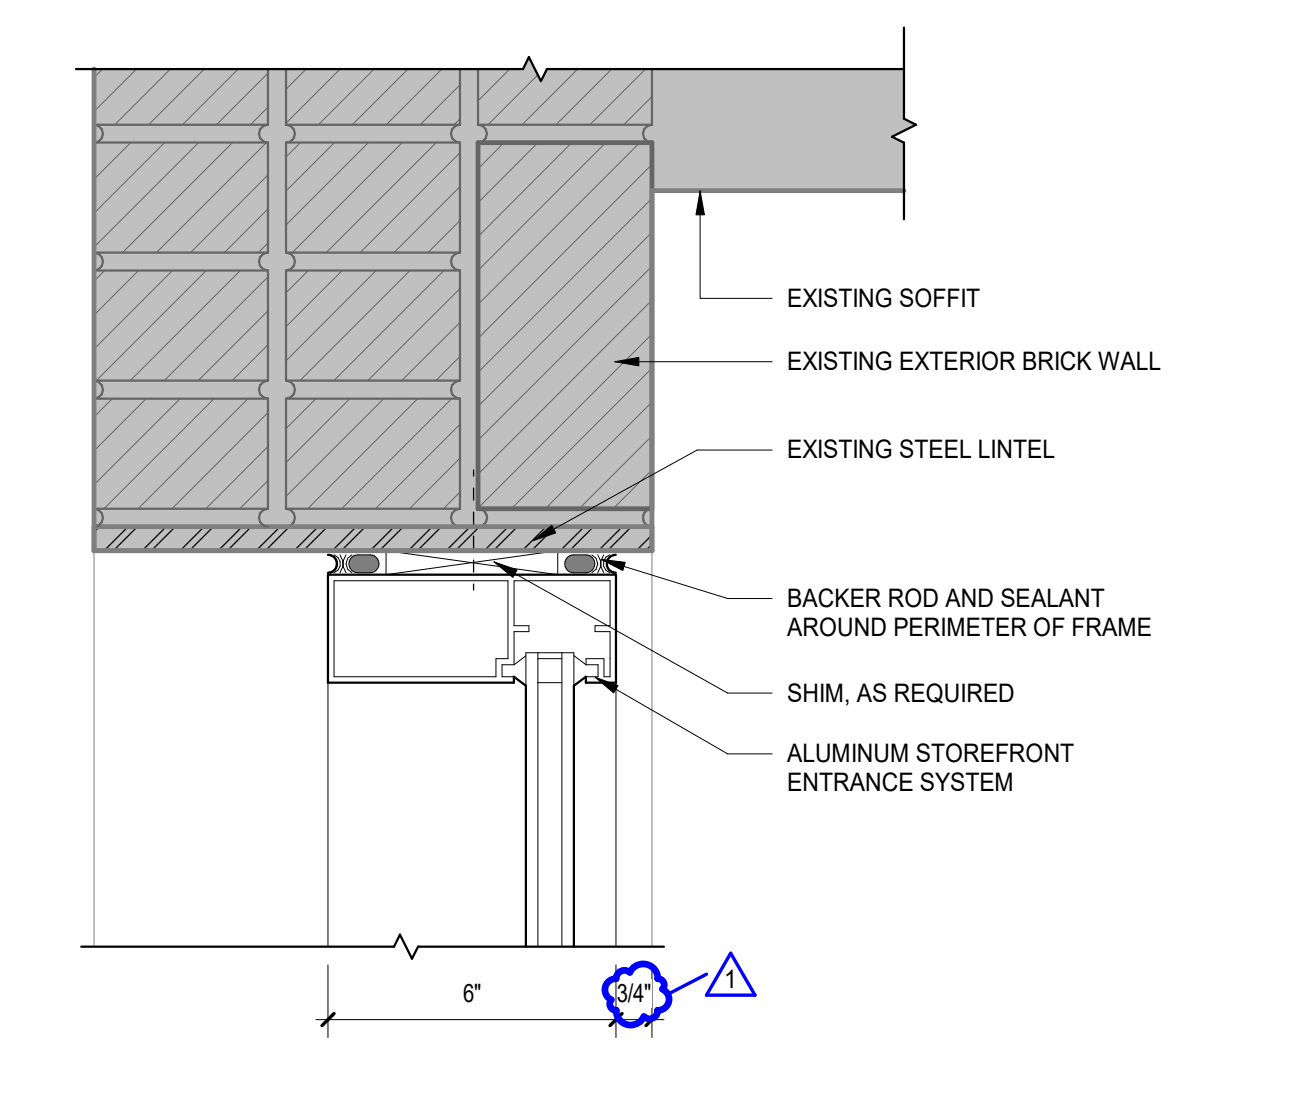 EXISTING SOFFIT
EXISTING EXTERIOR BRICK WALL
EXISTING STEEL LINTEL
BACKER ROD AND SEALANT
AROUND PERIMETER OF FRAME
SHIM, AS REQUIRED
ALUMINUM STOREFRONT
ENTRANCE SYSTEM
6" 3/4" 1